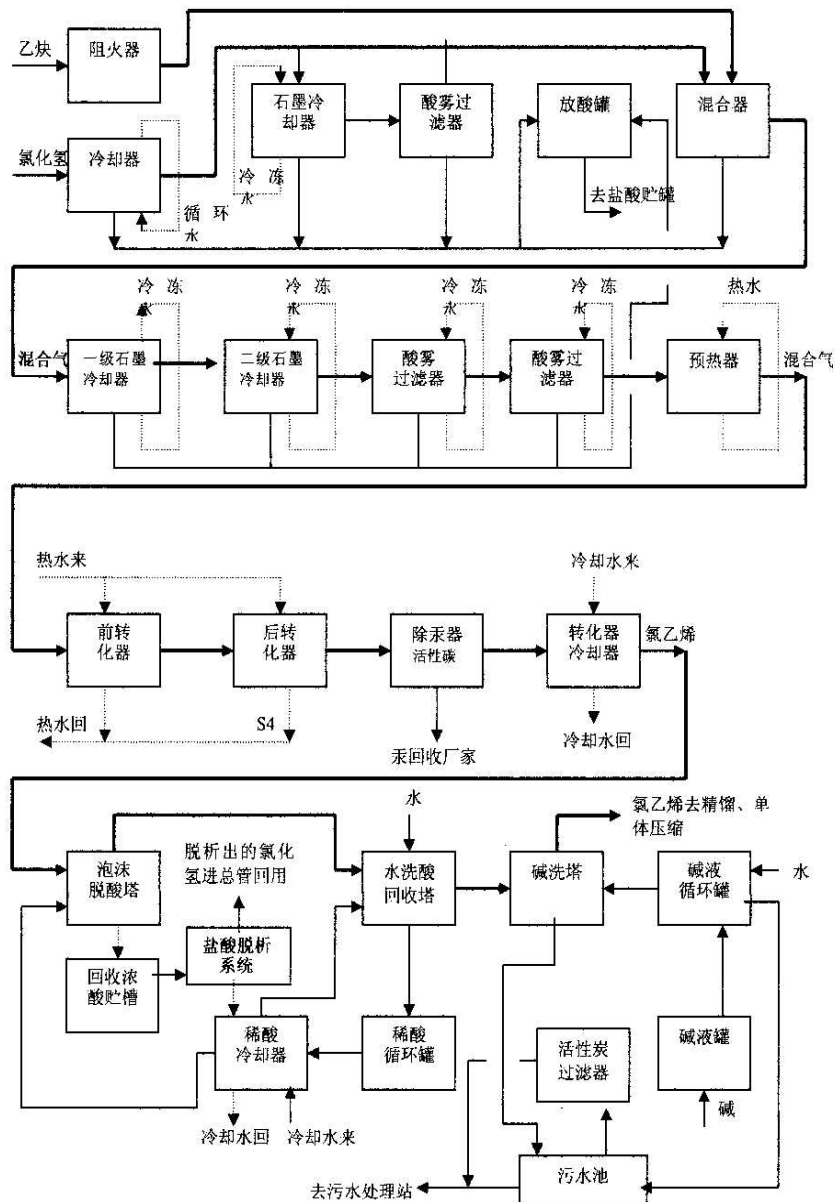 乙炔
阻火器
石墨冷
却器
酸雾过
滤器
放酸罐
混合器
氯化氢
冷却器
冷 冻
水
循 环
水
去盐酸贮罐
冷 冻
水
冷 冻
水
冷 冻
水
冷 冻
水
热水
混合气
一级石墨
冷却器
二级石墨
冷却器
酸雾
过滤器
酸雾过
滤器
预热器
混合气
热水来
冷却水来
前转
化器
后转
化器
除汞器
活性碳
转化器
冷却器
氯乙烯
热水回
S4
汞回收厂家
冷却水回
水
氯乙烯去精馏、单
体压缩
脱析出的氯化
氢进总管回用
泡沫
脱酸塔
水洗酸
回收塔
碱洗塔
碱液
循环罐
水
盐酸脱析
系统
回收浓
酸贮槽
稀酸
冷却器
稀酸
循环罐
活性炭
过滤器
碱液罐
碱
冷却水回
冷却水来
污水池
去污水处理站